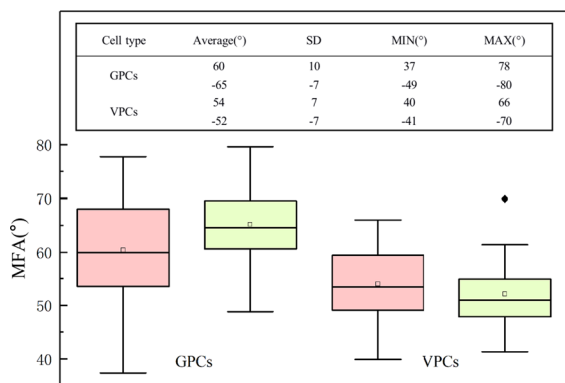 Cell type Average(°) SD MIN(°) MAX(°)
GPCs
60 10 37 78
-65 -7 -49 -80
VPCs
54 7 40 66
-52 -7 -41 -70
80
70
60
50
40
MFA(°)
GPCs VPCs